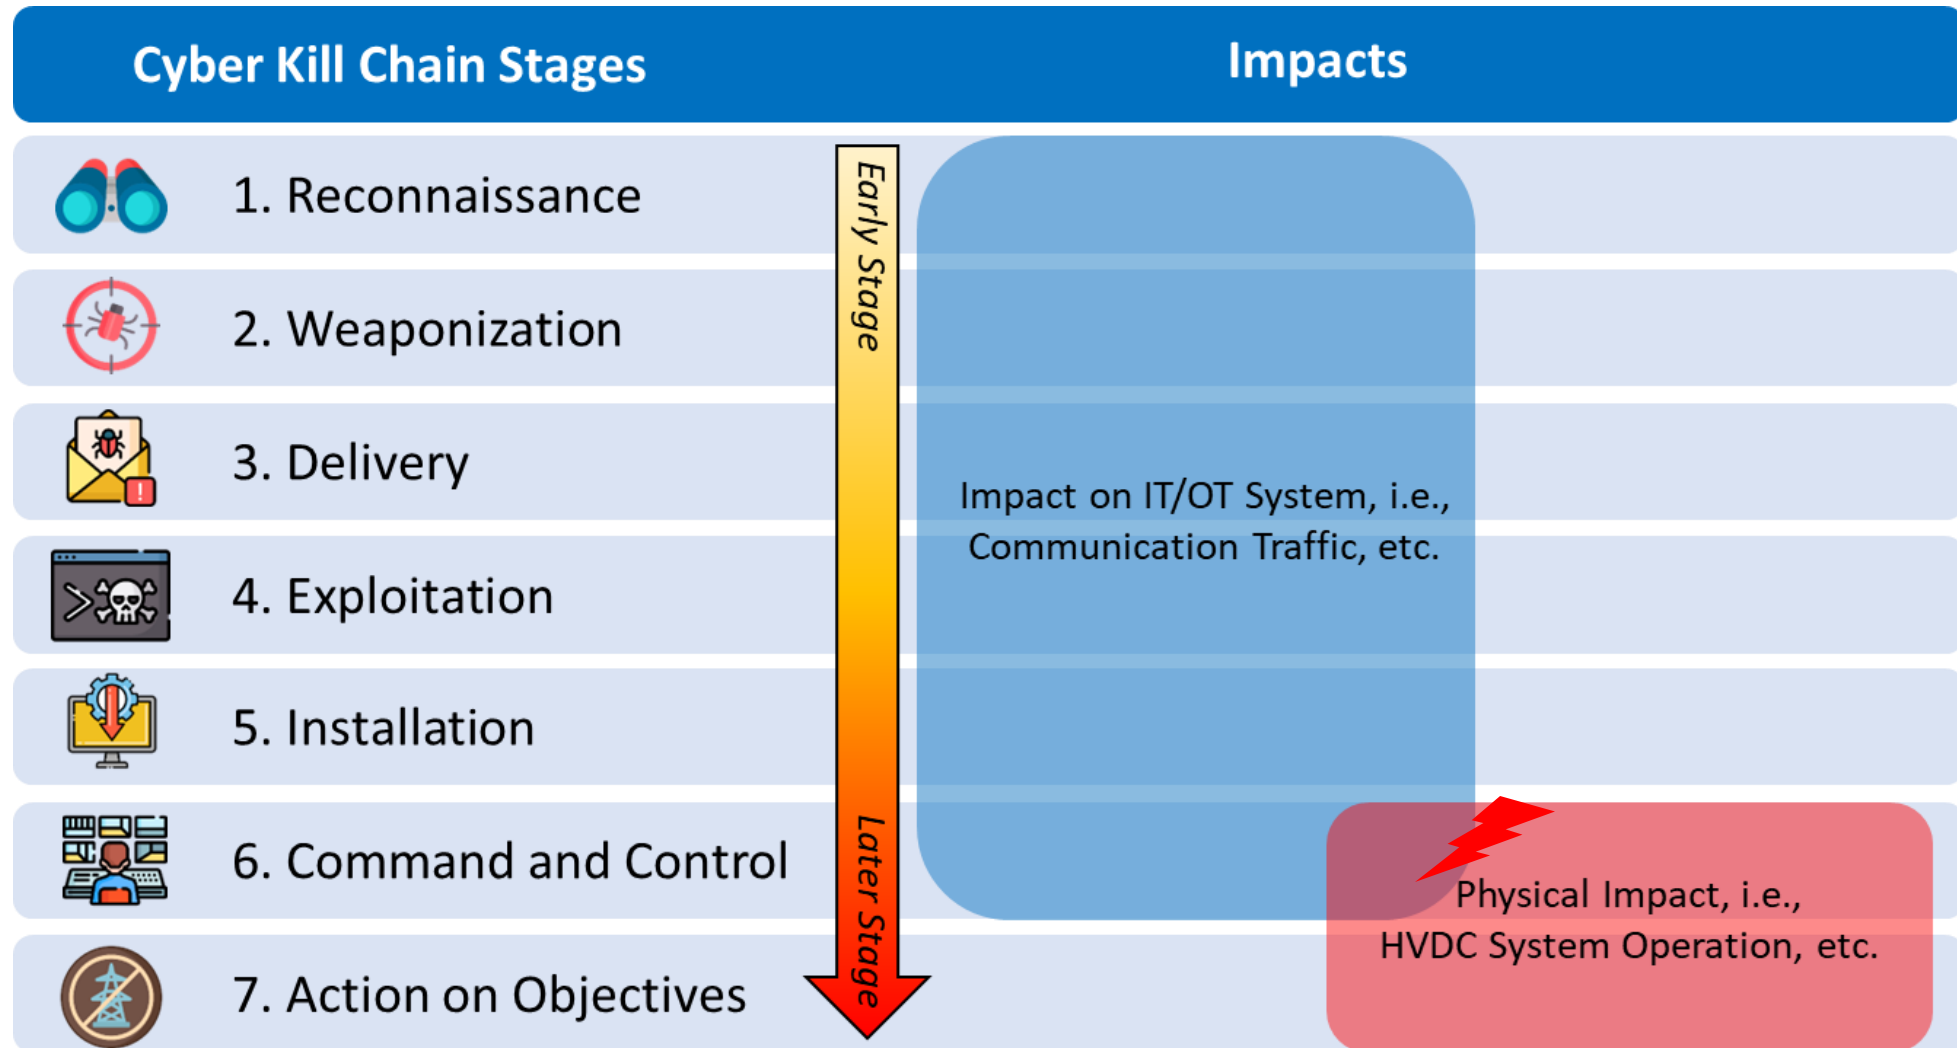 Cyber Kill Chain Stages
Impacts
1. Reconnaissance
2. Weaponization
3. Delivery
4. Exploitation
5. Installation
6. Command and Control
7. Action on Objectives
Early Stage
Later Stage
Impact on IT/OT System, i.e.,
Communication Traffic, etc.
Physical Impact, i.e.,
HVDC System Operation, etc.